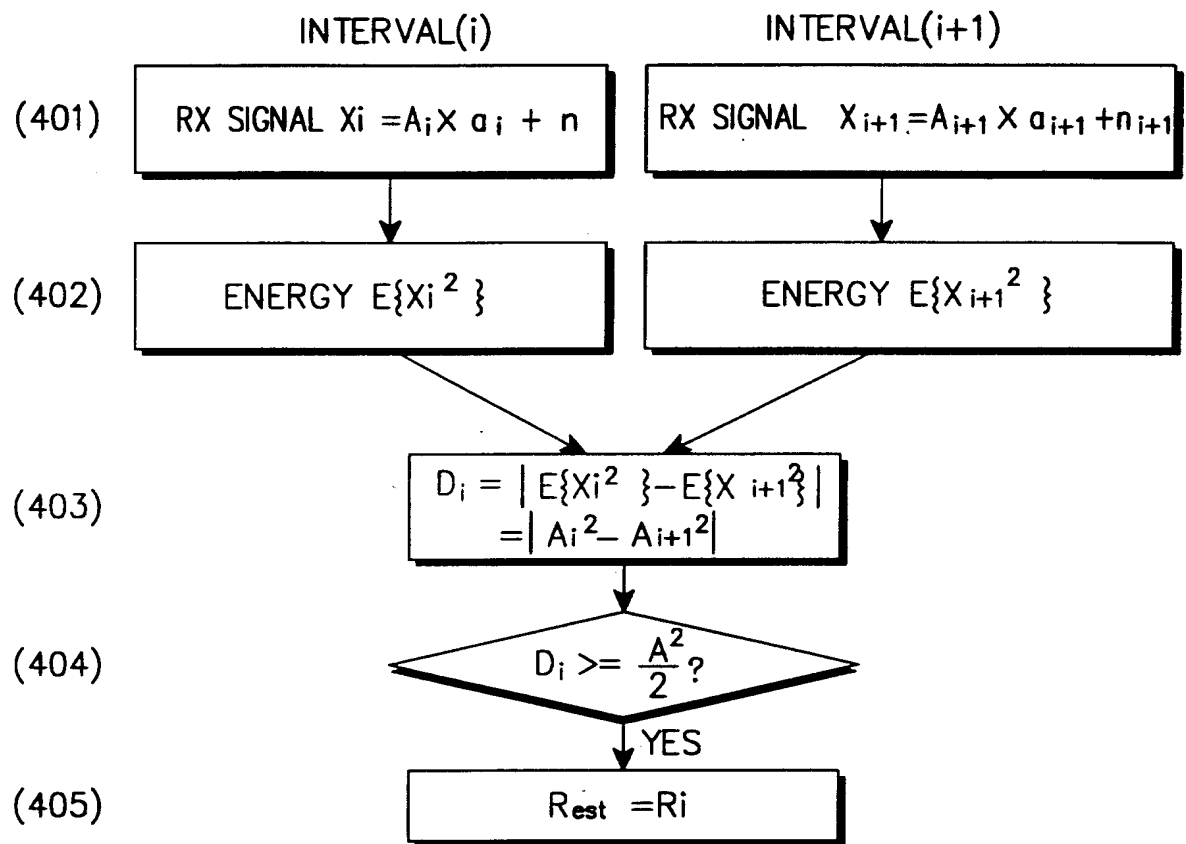 INTERVAL(i) INTERVAL(i+1)
(401) RX SIGNAL Xi =Ai X ai + n RX SIGNAL Xi+1 =Ai+1 X ai+1 +ni+1
(402) ENERGY E{Xi² } ENERGY E{Xi+1² }
(403) Di = | E{Xi² }−E{X i+1²}|
=| Ai²− Ai+1²|
(404) Di >= A²/2 ?
YES
(405) Rest =Ri